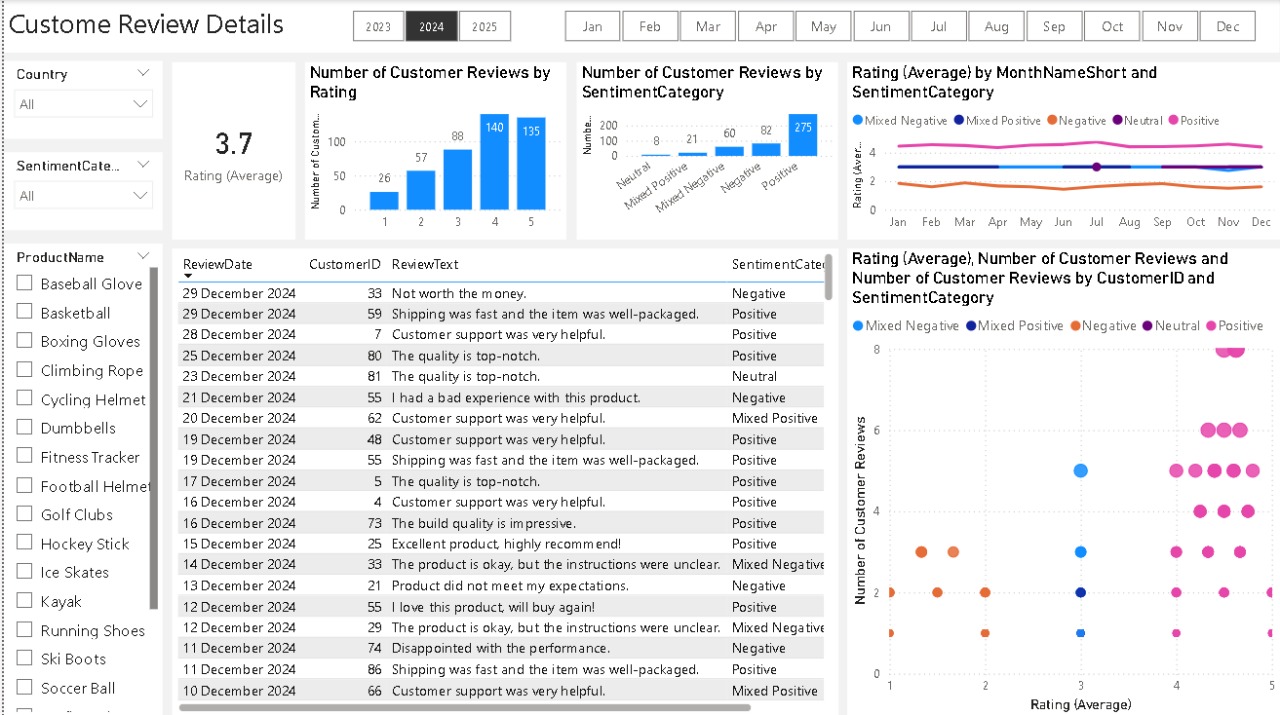 Custome Review Details
2023 2024 2025
Jan Feb Mar Apr May Jun Jul Aug Sep Oct Nov Dec
Country
All
SentimentCate...
All
3.7
Rating (Average)
Number of Customer Reviews by
Rating
Number of Custom...
100
50
0
26
57
88
140
135
1 2 3 4 5
Number of Customer Reviews by
SentimentCategory
Numbe...
200
100
0
8
21
60
82
275
Neutral
Mixed Positive
Mixed Negative
Negative
Positive
Rating (Average) by MonthNameShort and
SentimentCategory
Mixed Negative Mixed Positive Negative Neutral Positive
Rating (Aver...
4
2
0
Jan Feb Mar Apr May Jun Jul Aug Sep Oct Nov Dec
ProductName
Baseball Glove
Basketball
Boxing Gloves
Climbing Rope
Cycling Helmet
Dumbbells
Fitness Tracker
Football Helmet
Golf Clubs
Hockey Stick
Ice Skates
Kayak
Running Shoes
Ski Boots
Soccer Ball
ReviewDate CustomerID ReviewText SentimentCate
29 December 2024 33 Not worth the money. Negative
29 December 2024 59 Shipping was fast and the item was well-packaged. Positive
28 December 2024 7 Customer support was very helpful. Positive
25 December 2024 80 The quality is top-notch. Positive
23 December 2024 81 The quality is top-notch. Neutral
21 December 2024 55 I had a bad experience with this product. Negative
20 December 2024 62 Customer support was very helpful. Mixed Positive
19 December 2024 48 Customer support was very helpful. Positive
19 December 2024 55 Shipping was fast and the item was well-packaged. Positive
17 December 2024 5 The quality is top-notch. Positive
16 December 2024 4 Customer support was very helpful. Positive
16 December 2024 73 The build quality is impressive. Positive
15 December 2024 25 Excellent product, highly recommend! Positive
14 December 2024 33 The product is okay, but the instructions were unclear. Mixed Negative
13 December 2024 21 Product did not meet my expectations. Negative
12 December 2024 55 I love this product, will buy again! Positive
12 December 2024 29 The product is okay, but the instructions were unclear. Mixed Negative
11 December 2024 74 Disappointed with the performance. Negative
11 December 2024 86 Shipping was fast and the item was well-packaged. Positive
10 December 2024 66 Customer support was very helpful. Mixed Positive
Rating (Average), Number of Customer Reviews and
Number of Customer Reviews by CustomerID and
SentimentCategory
Mixed Negative Mixed Positive Negative Neutral Positive
Number of Customer Reviews
8
6
4
2
0
1 2 3 4 5
Rating (Average)